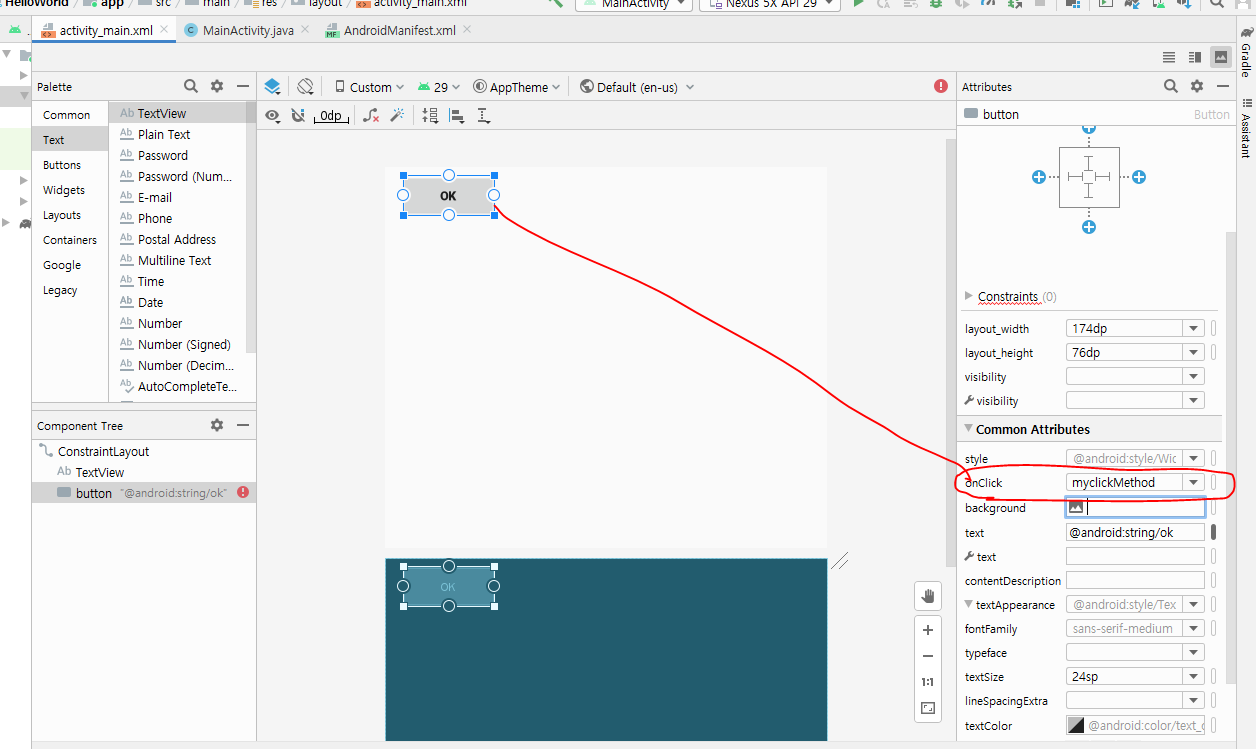 HelloWorld app src main res layout activity_main.xml MainActivity Nexus 5X API 29
activity_main.xml MainActivity.java AndroidManifest.xml
Gradle
Assistant
Palette
Common
Text
Buttons
Widgets
Layouts
Containers
Google
Legacy
Ab TextView
Ab Plain Text
Ab Password
Ab Password (Num...
Ab E-mail
Ab Phone
Ab Postal Address
Ab Multiline Text
Ab Time
Ab Date
Ab Number
Ab Number (Signed)
Ab Number (Decim...
Ab AutoCompleteTe...
Component Tree
ConstraintLayout
Ab TextView
button "@android:string/ok"
Custom 29 AppTheme Default (en-us)
0dp
OK
OK
1:1
Attributes
button Button
Constraints (0)
layout_width 174dp
layout_height 76dp
visibility
visibility
Common Attributes
style @android:style/Wic
onClick myclickMethod
background
text @android:string/ok
text
contentDescription
textAppearance @android:style/Tex
fontFamily sans-serif-medium
typeface
textSize 24sp
lineSpacingExtra
textColor @android:color/text_c